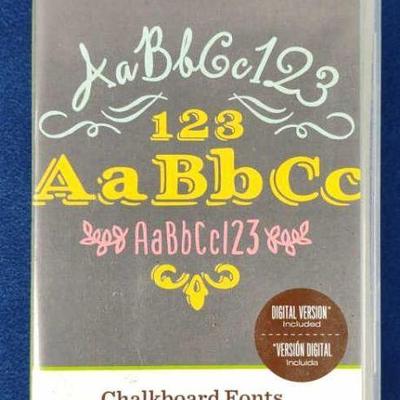 AaBbCc123
123
AaBbCc
AaBbCc123
DIGITAL VERSION*
Included
*VERSIÓN DIGITAL
Incluida
Chalkboard Fonts